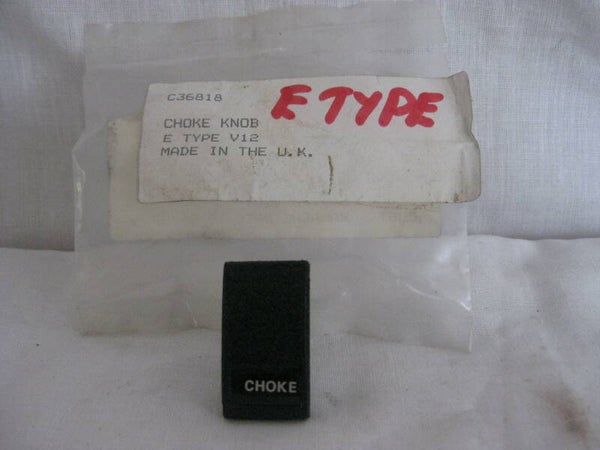 C36818
E TYPE
CHOKE KNOB
E TYPE V12
MADE IN THE U.K.
CHOKE